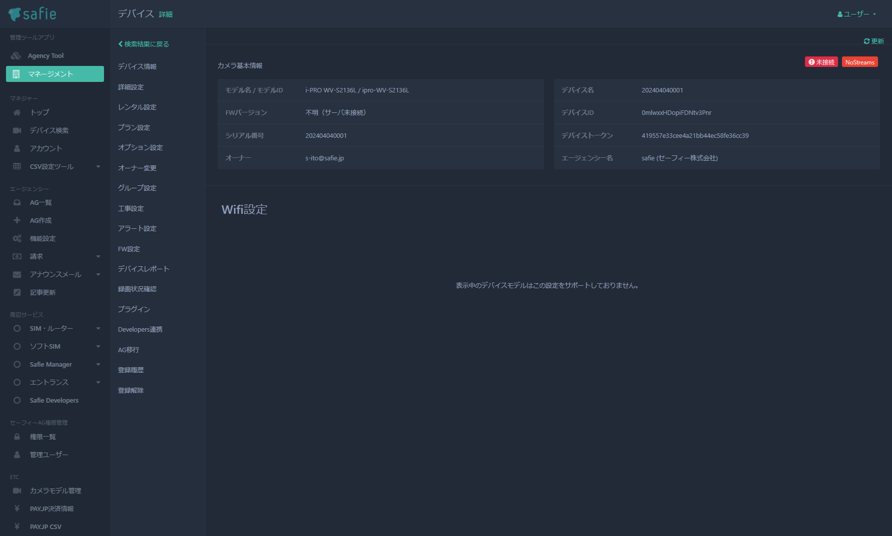 safie
デバイス 詳細
ユーザー
管理ツールアプリ
Agency Tool
マネージメント
マネジャー
トップ
デバイス検索
アカウント
CSV設定ツール
エージェンシー
AG一覧
AG作成
機能設定
請求
アナウンスメール
記事更新
周辺サービス
SIM・ルーター
ソフトSIM
Safie Manager
エントランス
Safie Developers
セーフィーAG権限管理
権限一覧
管理ユーザー
ETC
カメラモデル管理
PAY.JP決済情報
PAY.JP CSV
検索結果に戻る
デバイス情報
詳細設定
レンタル設定
プラン設定
オプション設定
オーナー変更
グループ設定
工事設定
アラート設定
FW設定
デバイスレポート
録画状況確認
プラグイン
Developers連携
AG移行
登録履歴
登録解除
更新
カメラ基本情報
未接続 NoStreams
モデル名 / モデルID i-PRO WV-S2136L / ipro-WV-S2136L
FWバージョン 不明（サーバ未接続）
シリアル番号 202404040001
オーナー s-ito@safie.jp
デバイス名 202404040001
デバイスID
デバイストークン 419557e33cee4a21bb44ec58fe36cc39
エージェンシー名 safie (セーフィー株式会社)
Wifi設定
表示中のデバイスモデルはこの設定をサポートしておりません。